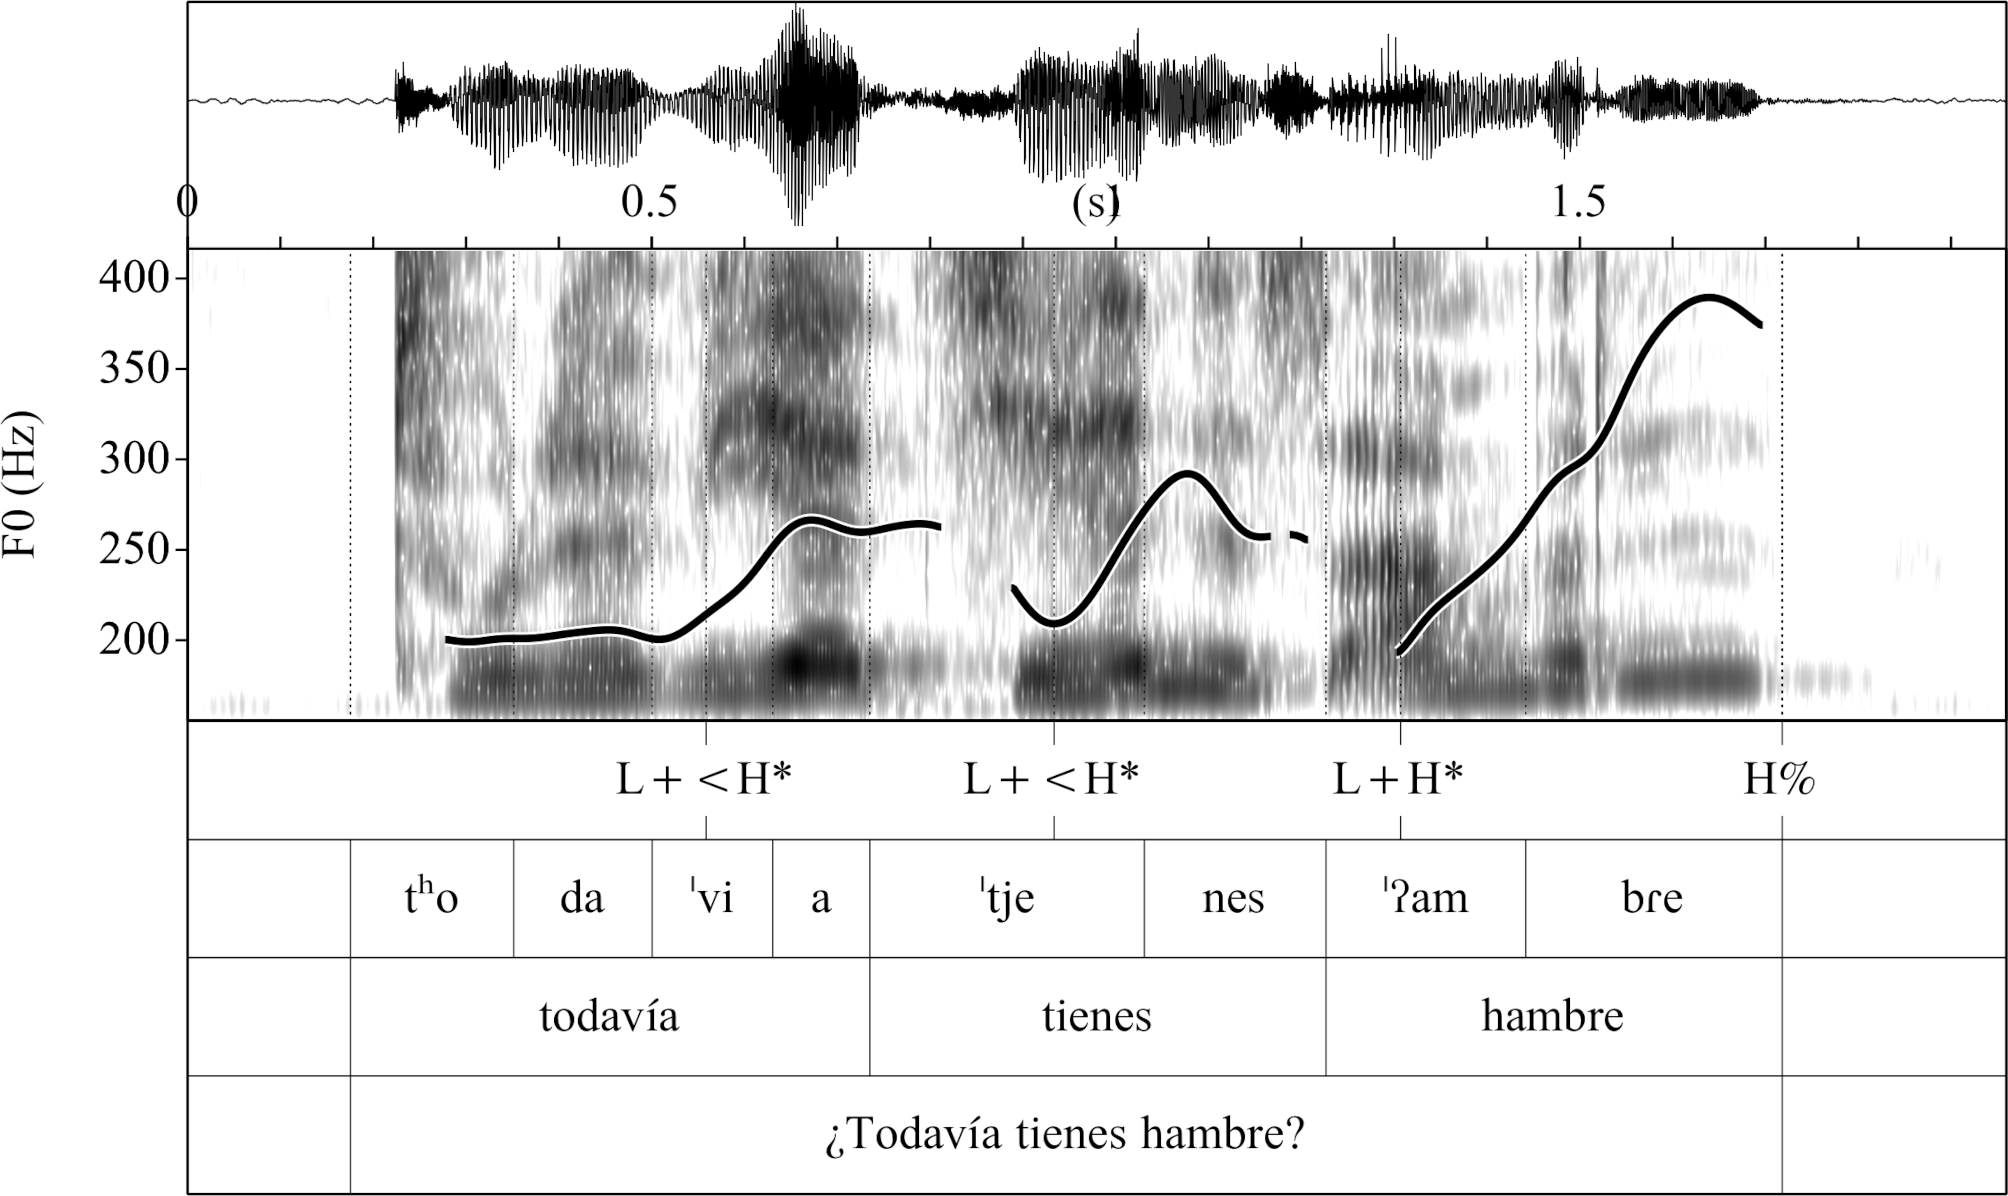 0 0.5 (s) 1 1.5
400
350
300
250
200
F0 (Hz)
L+<H* L+<H* L+H* H%
tʰo da ˈvi a ˈtje nes ˈʔam bɾe
todavía tienes hambre
¿Todavía tienes hambre?